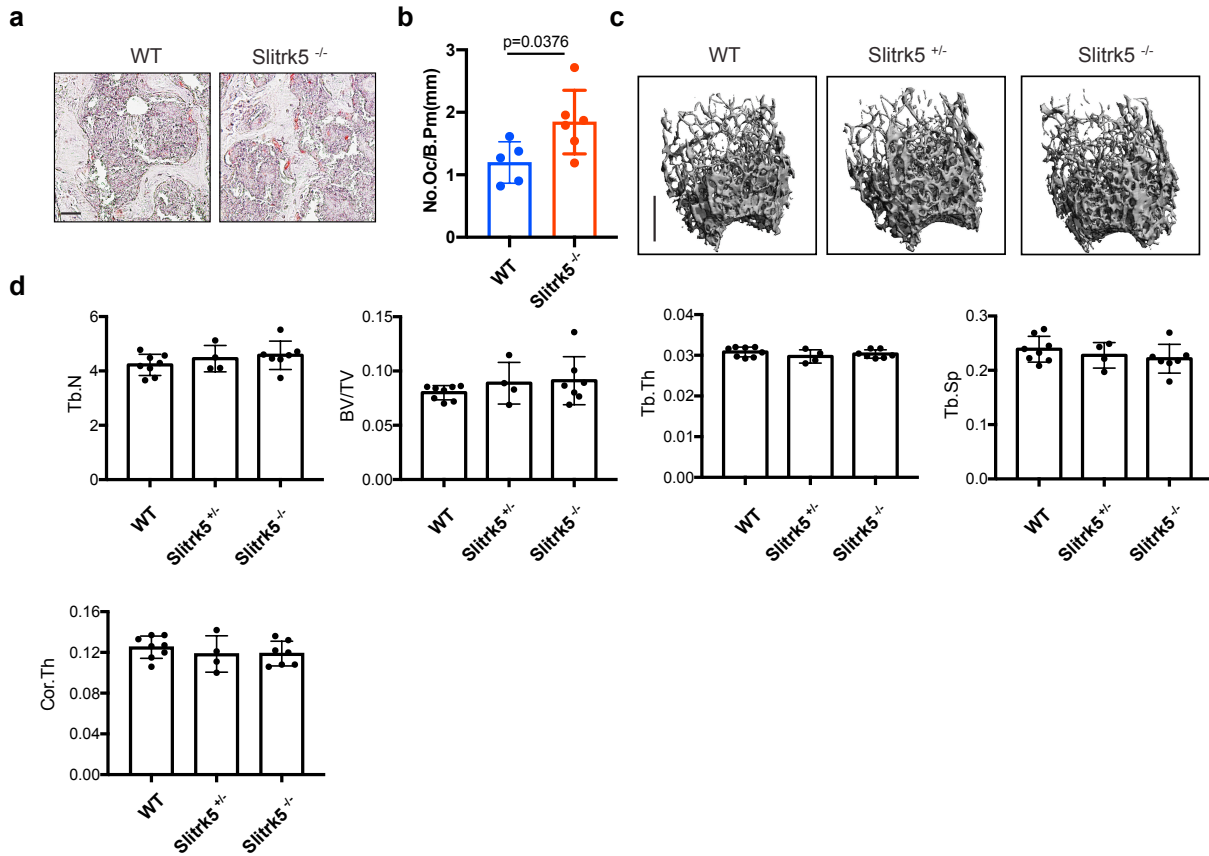 a
WT
Slitrk5 -/-
b
p=0.0376
No.Oc/B.Pm(mm)
3
2
1
0
WT
Slitrk5 -/-
c
WT
Slitrk5 +/-
Slitrk5 -/-
d
Tb.N
6
4
2
0
WT
Slitrk5 +/-
Slitrk5 -/-
BV/TV
0.15
0.10
0.05
0.00
WT
Slitrk5 +/-
Slitrk5 -/-
Tb.Th
0.04
0.03
0.02
0.01
0.00
WT
Slitrk5 +/-
Slitrk5 -/-
Tb.Sp
0.3
0.2
0.1
0.0
WT
Slitrk5 +/-
Slitrk5 -/-
Cor.Th
0.16
0.12
0.08
0.04
0.00
WT
Slitrk5 +/-
Slitrk5 -/-